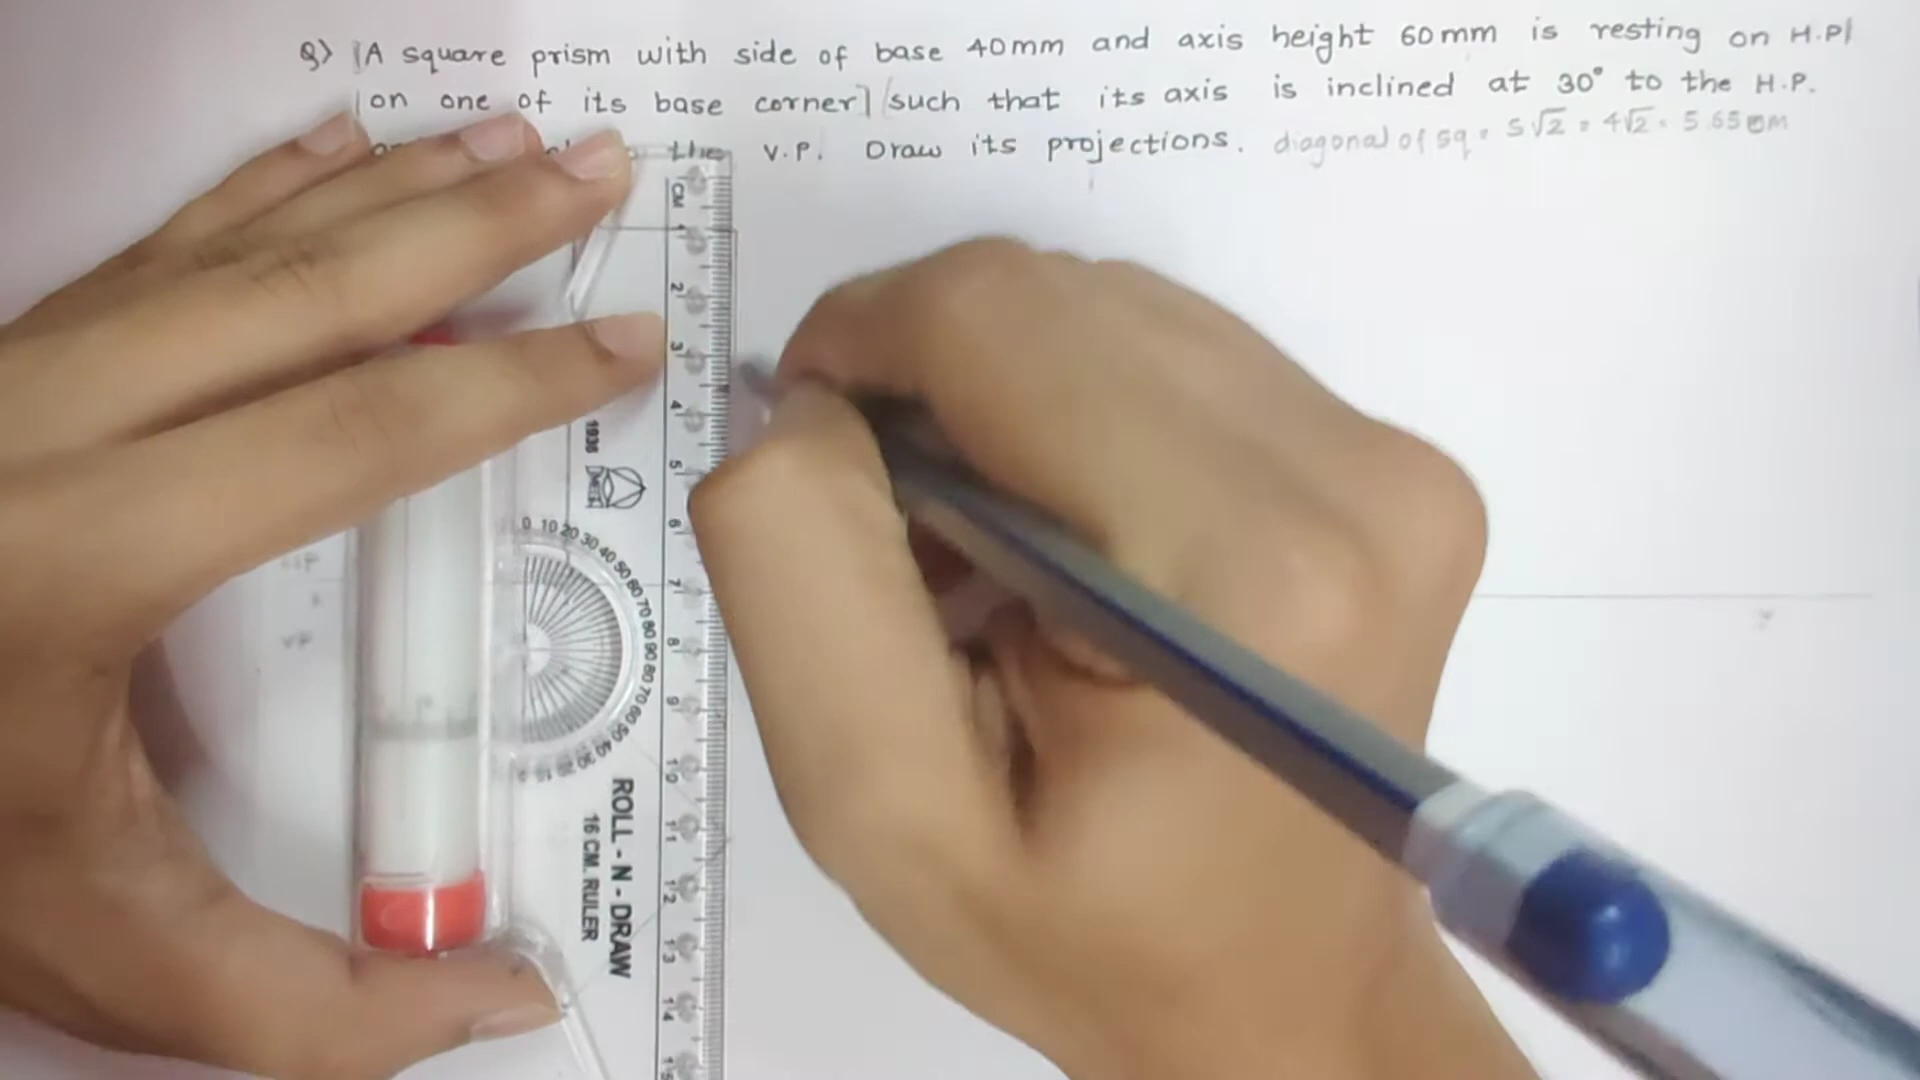 Q> [A square prism with side of base 40mm and axis height 60mm is resting on H.P
on one of its base corner] such that its axis is inclined at 30° to the H.P.
the V.P. Draw its projections. diagonal of sq = S√2 = 4√2 = 5.65cm
CM 1 2 3 4 5 6 7 8 9 10 11 12 13 14 15
1936
0 10 20 30 40 50 60 70 80 90 80 70 60 50 40
ROLL-N-DRAW
16 CM. RULER
VP